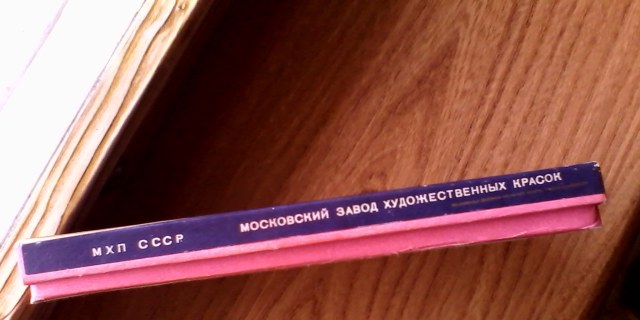 МХП СССР МОСКОВСКИЙ ЗАВОД ХУДОЖЕСТВЕННЫХ КРАСОК